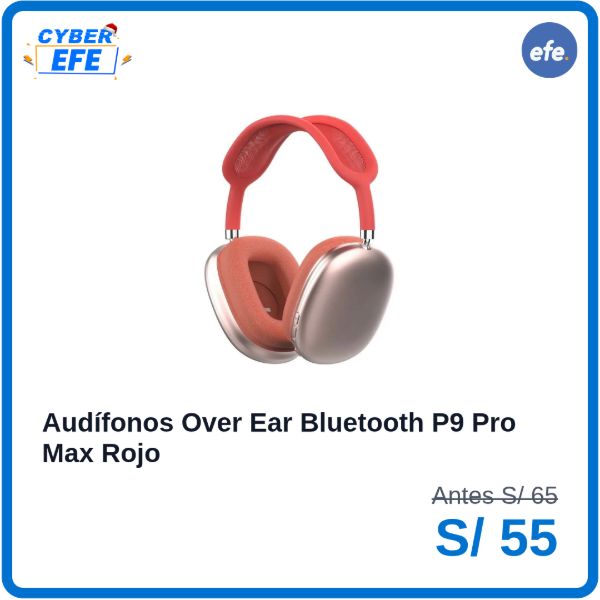 CYBER
EFE
efe.
Audífonos Over Ear Bluetooth P9 Pro
Max Rojo
Antes S/ 65
S/ 55